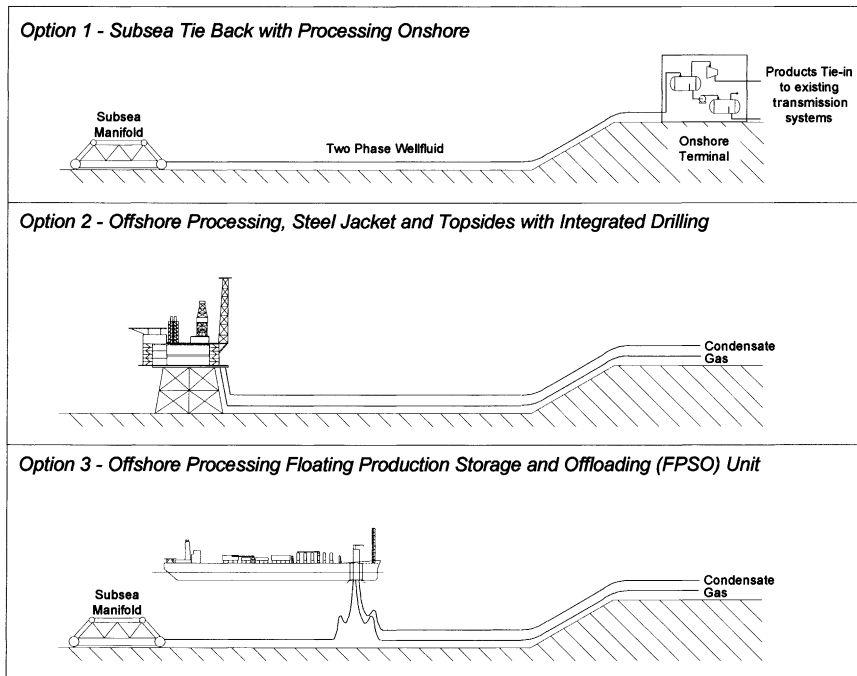 Option 1 - Subsea Tie Back with Processing Onshore
Subsea
Manifold
Two Phase Wellfluid
Onshore
Terminal
Products Tie-in
to existing
transmission
systems
Option 2 - Offshore Processing, Steel Jacket and Topsides with Integrated Drilling
Condensate
Gas
Option 3 - Offshore Processing Floating Production Storage and Offloading (FPSO) Unit
Subsea
Manifold
Condensate
Gas